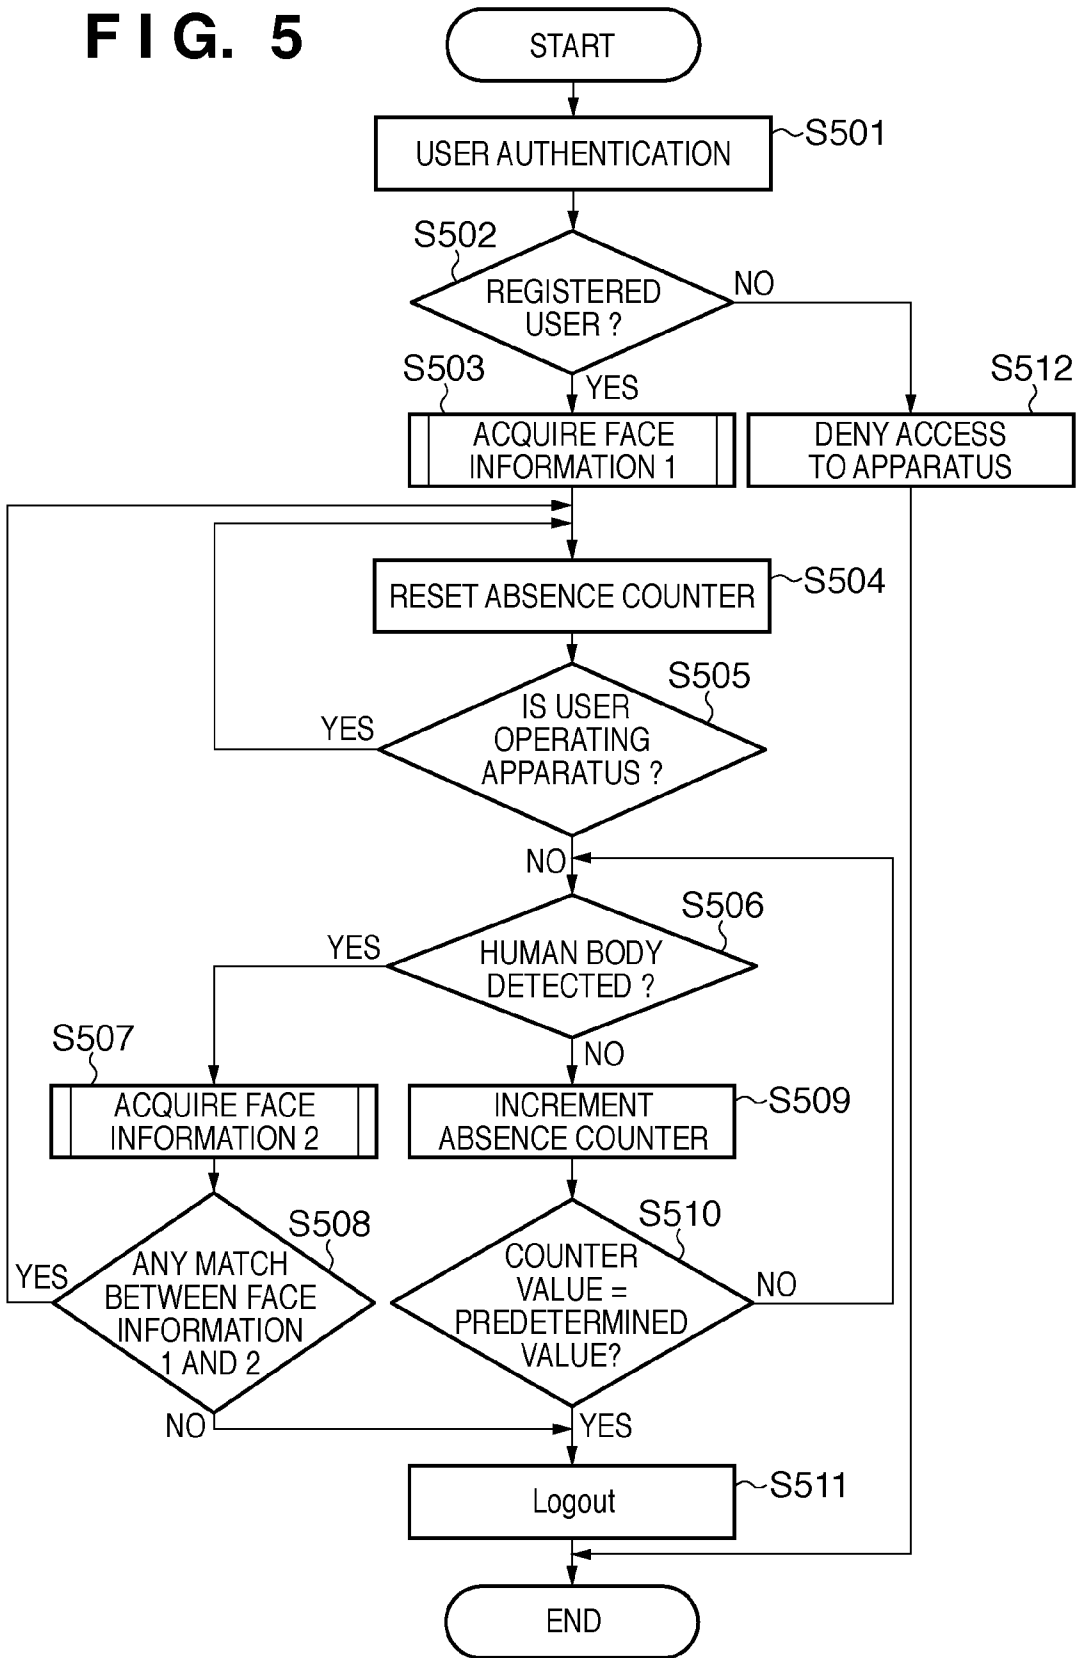 FIG. 5
START
USER AUTHENTICATION
S501
S502
REGISTERED
USER ?
NO
YES
S503
ACQUIRE FACE
INFORMATION 1
S512
DENY ACCESS
TO APPARATUS
RESET ABSENCE COUNTER
S504
S505
IS USER
OPERATING
APPARATUS ?
YES
NO
S506
HUMAN BODY
DETECTED ?
YES
NO
S507
ACQUIRE FACE
INFORMATION 2
INCREMENT
ABSENCE COUNTER
S509
S508
ANY MATCH
BETWEEN FACE
INFORMATION
1 AND 2
YES
NO
S510
COUNTER
VALUE =
PREDETERMINED
VALUE?
NO
YES
Logout
S511
END